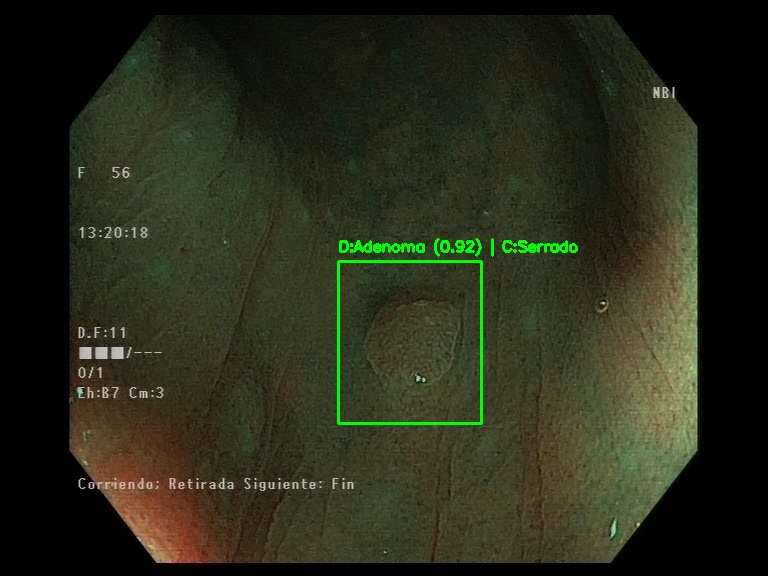 NBI
F 56
13:20:18
D:Adenoma (0.92) | C:Serrado
D.F:11
■■■/---
0/1
Eh:B7 Cm:3
Corriendo; Retirada Siguiente: Fin